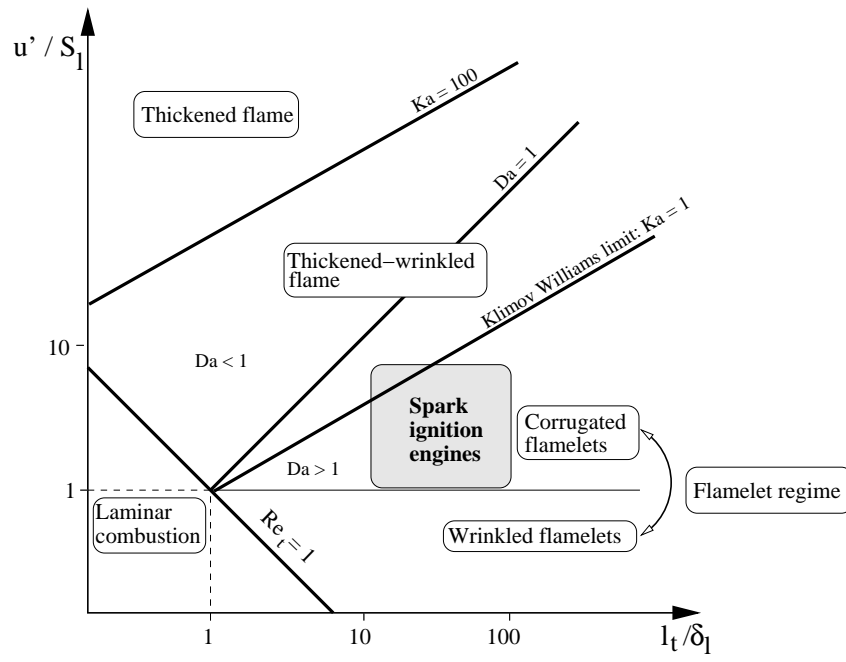 u' / S_l
Thickened flame
Ka = 100
Da = 1
Thickened−wrinkled
flame
Klimov Williams limit: Ka = 1
10
Da < 1
Spark
ignition
engines
Corrugated
flamelets
Da > 1
Flamelet regime
1
Laminar
combustion
Re_t = 1
Wrinkled flamelets
1
10
100
l_t/δ_l